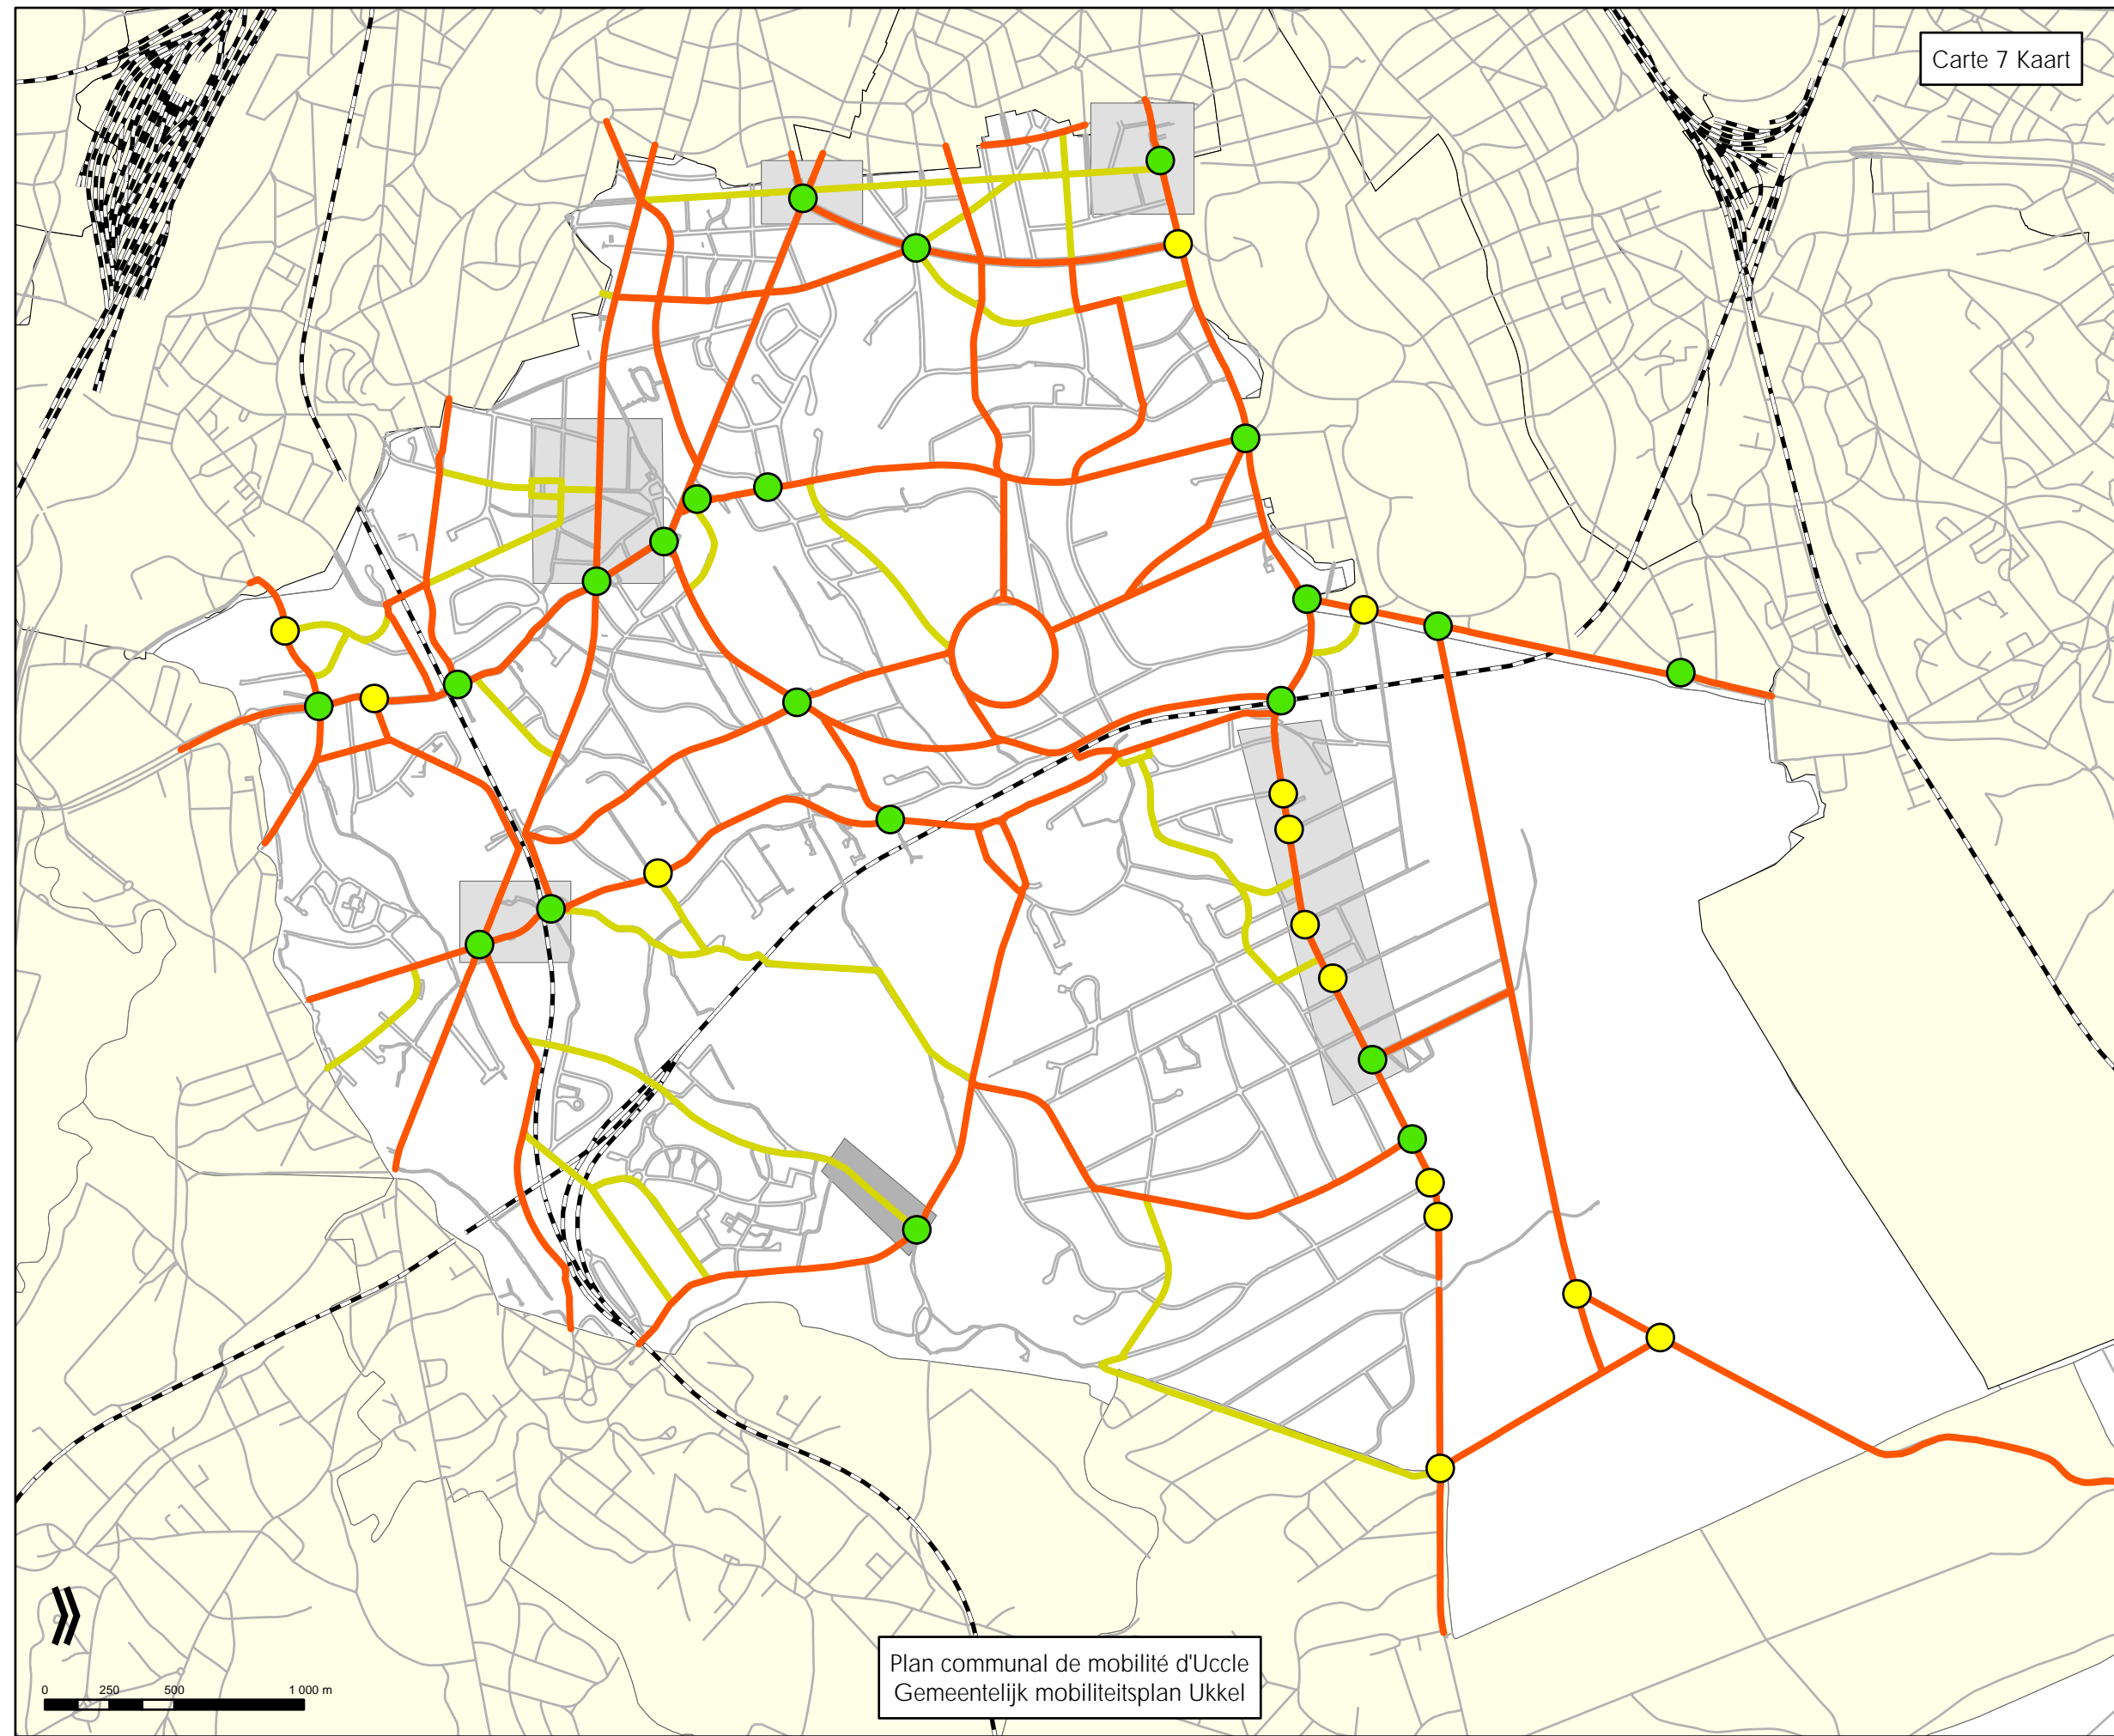 Carte 7 Kaart
Plan communal de mobilité d'Uccle
Gemeentelijk mobiliteitsplan Ukkel
0 250 500 1 000 m